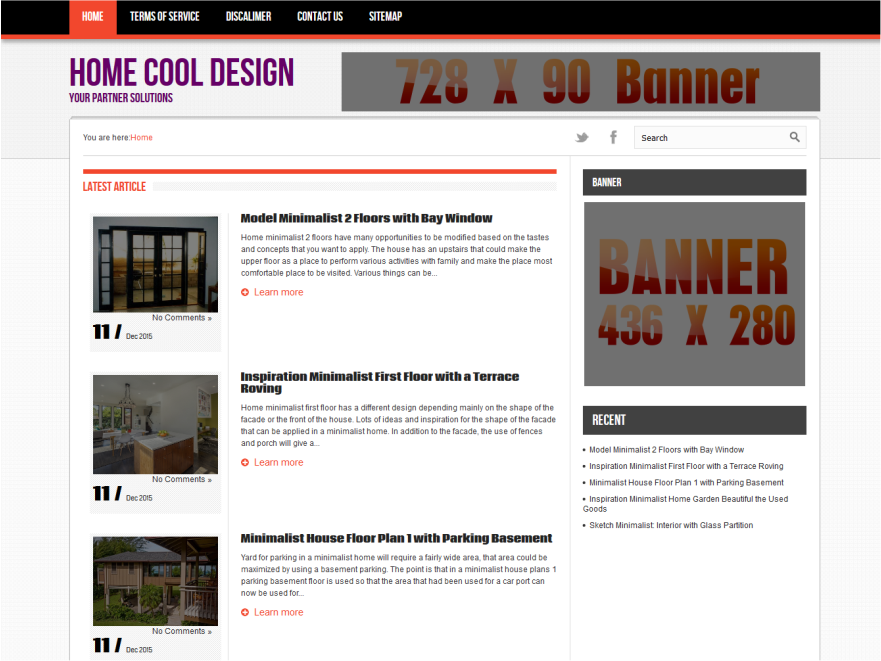 HOME TERMS OF SERVICE DISCALIMER CONTACT US SITEMAP
HOME COOL DESIGN
YOUR PARTNER SOLUTIONS
728 X 90 Banner
You are here:Home
Search
LATEST ARTICLE
Model Minimalist 2 Floors with Bay Window
Home minimalist 2 floors have many opportunities to be modified based on the tastes
and concepts that you want to apply. The house has an upstairs that could make the
upper floor as a place to perform various activities with family and make the place most
comfortable place to be visited. Various things can be...
Learn more
No Comments »
11 / Dec 2015
Inspiration Minimalist First Floor with a Terrace
Roving
Home minimalist first floor has a different design depending mainly on the shape of the
facade or the front of the house. Lots of ideas and inspiration for the shape of the facade
that can be applied in a minimalist home. In addition to the facade, the use of fences
and porch will give a...
Learn more
No Comments »
11 / Dec 2015
Minimalist House Floor Plan 1 with Parking Basement
Yard for parking in a minimalist home will require a fairly wide area, that area could be
maximized by using a basement parking. The point is that in a minimalist house plans 1
parking basement floor is used so that the area that had been used for a car port can
now be used for...
Learn more
No Comments »
11 / Dec 2015
BANNER
BANNER
436 X 280
RECENT
Model Minimalist 2 Floors with Bay Window
Inspiration Minimalist First Floor with a Terrace Roving
Minimalist House Floor Plan 1 with Parking Basement
Inspiration Minimalist Home Garden Beautiful the Used
Goods
Sketch Minimalist: Interior with Glass Partition